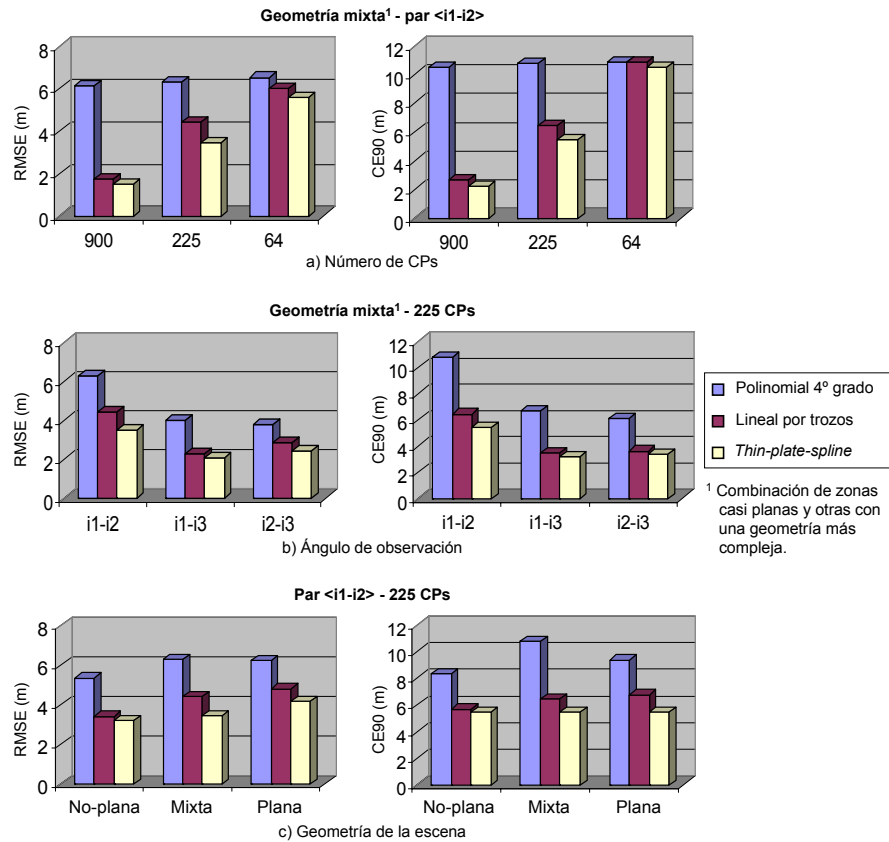 Geometría mixta¹ - par <i1-i2>
RMSE (m)
8
6
4
2
0
900 225 64
CE90 (m)
12
10
8
6
4
2
0
900 225 64
a) Número de CPs
Geometría mixta¹ - 225 CPs
RMSE (m)
8
6
4
2
0
i1-i2 i1-i3 i2-i3
CE90 (m)
12
10
8
6
4
2
0
i1-i2 i1-i3 i2-i3
b) Ángulo de observación
Polinomial 4º grado
Lineal por trozos
Thin-plate-spline
¹ Combinación de zonas
casi planas y otras con
una geometría más
compleja.
Par <i1-i2> - 225 CPs
RMSE (m)
8
6
4
2
0
No-plana Mixta Plana
CE90 (m)
12
10
8
6
4
2
0
No-plana Mixta Plana
c) Geometría de la escena